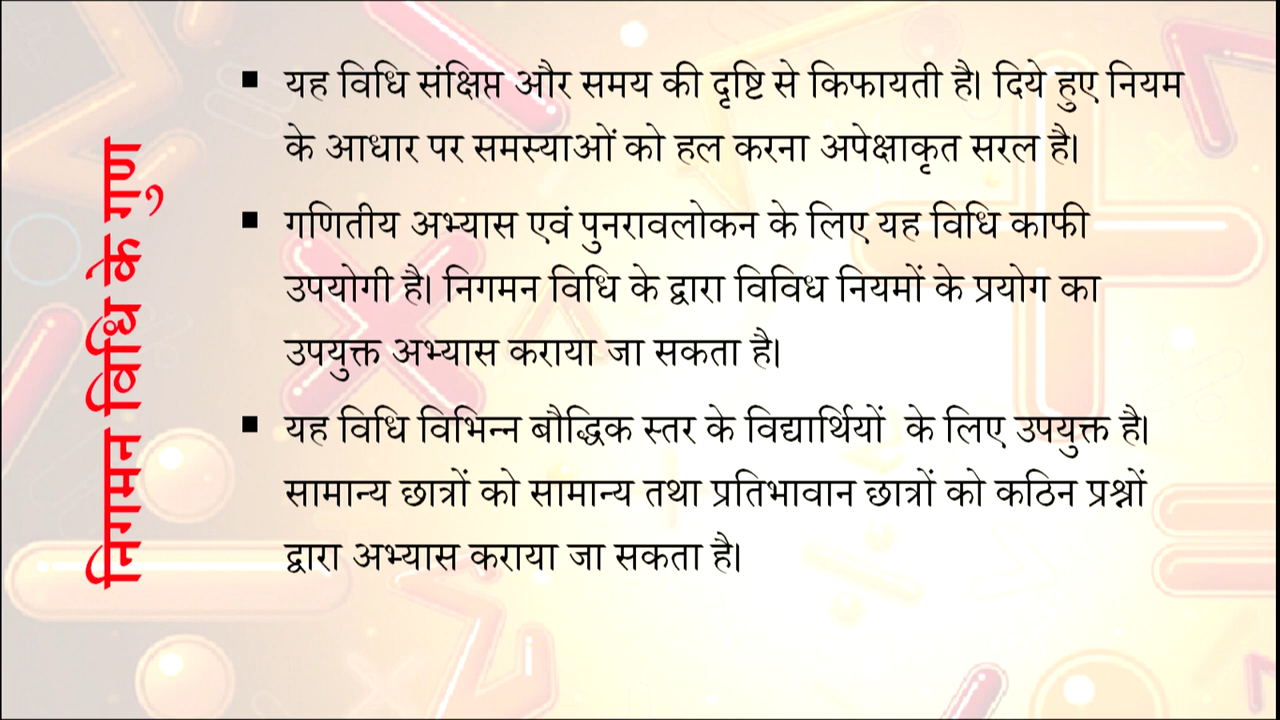 निगमन विधि के गुण
▪ यह विधि संक्षिप्त और समय की दृष्टि से किफायती है। दिये हुए नियम
के आधार पर समस्याओं को हल करना अपेक्षाकृत सरल है।
▪ गणितीय अभ्यास एवं पुनरावलोकन के लिए यह विधि काफी
उपयोगी है। निगमन विधि के द्वारा विविध नियमों के प्रयोग का
उपयुक्त अभ्यास कराया जा सकता है।
▪ यह विधि विभिन्न बौद्धिक स्तर के विद्यार्थियों के लिए उपयुक्त है।
सामान्य छात्रों को सामान्य तथा प्रतिभावान छात्रों को कठिन प्रश्नों
द्वारा अभ्यास कराया जा सकता है।